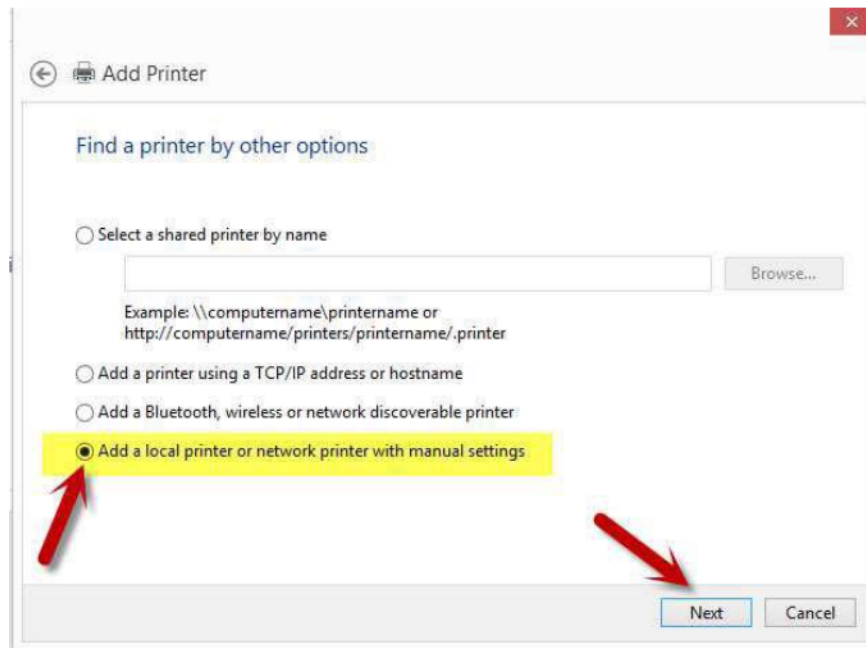 Add Printer
Find a printer by other options
Select a shared printer by name
Browse...
Example: \\computername\printername or
http://computername/printers/printername/.printer
Add a printer using a TCP/IP address or hostname
Add a Bluetooth, wireless or network discoverable printer
Add a local printer or network printer with manual settings
Next Cancel